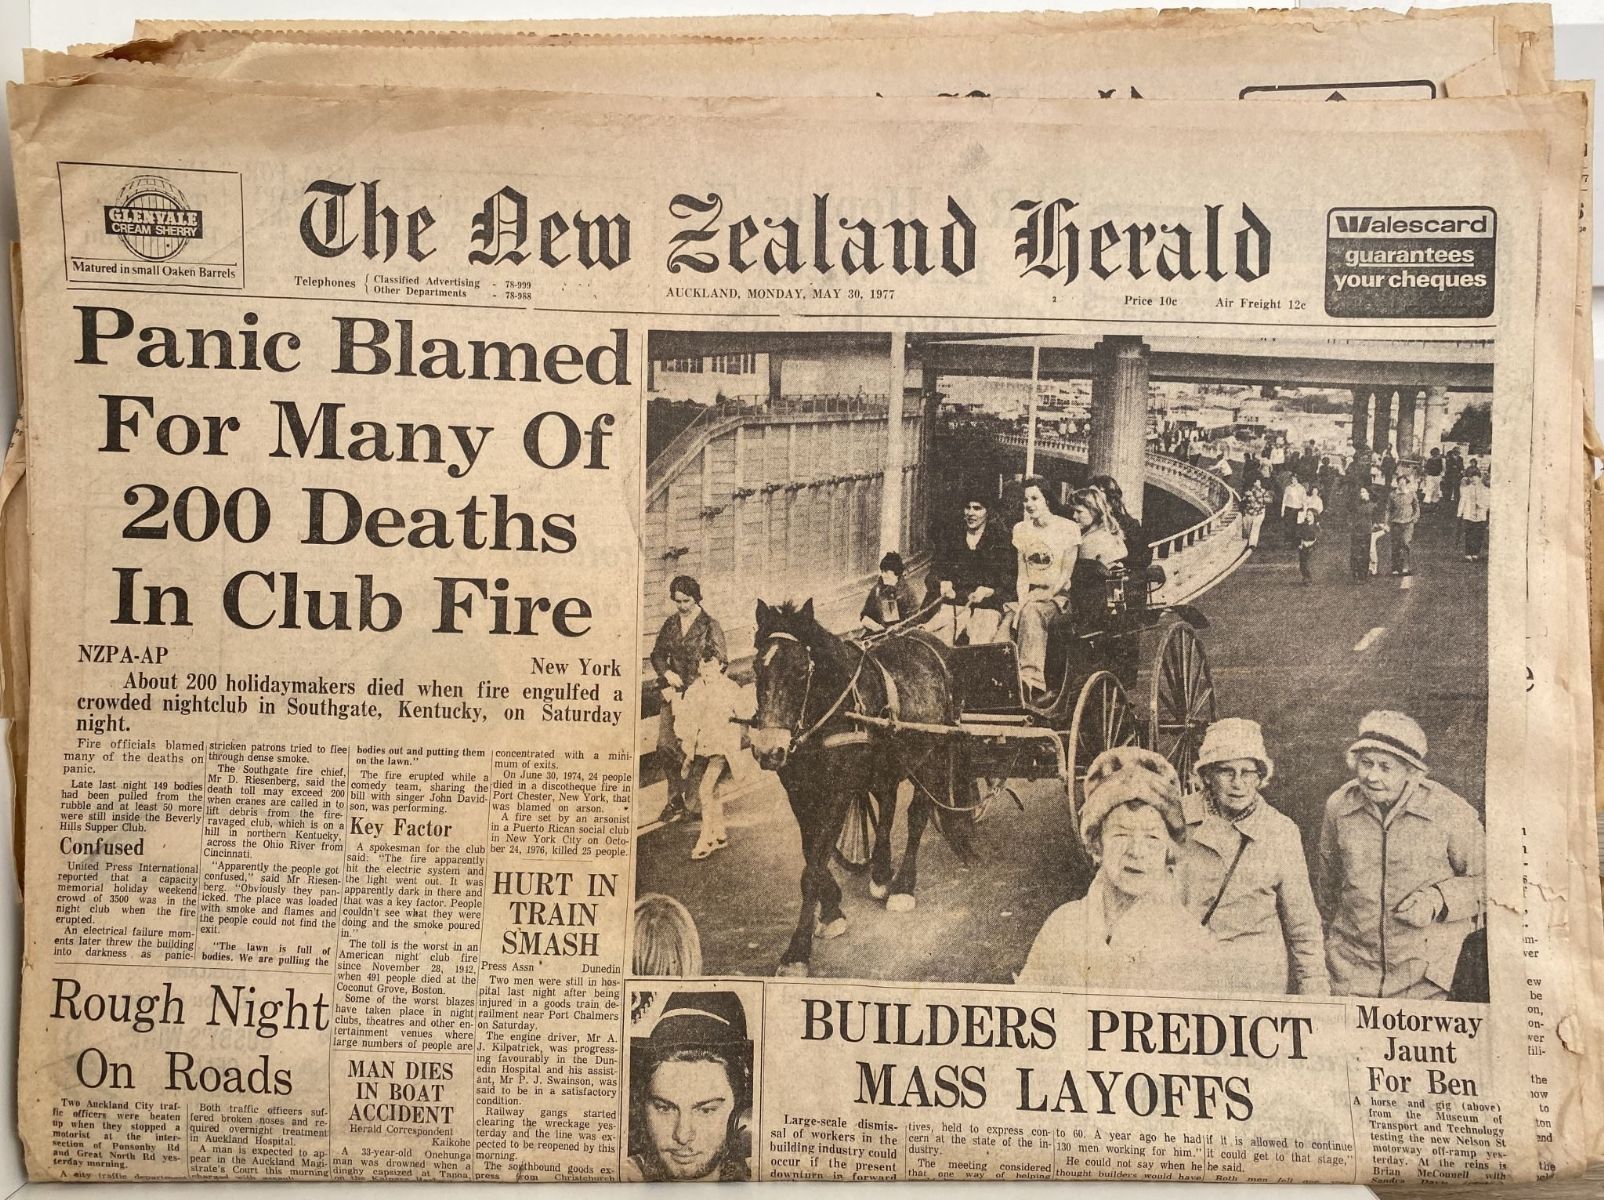 GLENVALE
CREAM SHERRY
Matured in small Oaken Barrels
The New Zealand Herald
Walescard
guarantees
your cheques
Telephones { Classified Advertising - 78-999
Other Departments - 78-988
AUCKLAND, MONDAY, MAY 30, 1977
2
Price 10c Air Freight 12c
Panic Blamed
For Many Of
200 Deaths
In Club Fire
NZPA-AP New York
About 200 holidaymakers died when fire engulfed a
crowded nightclub in Southgate, Kentucky, on Saturday
night.
Fire officials blamed
many of the deaths on
panic.
Late last night 149 bodies
had been pulled from the
rubble and at least 50 more
were still inside the Beverly
Hills Supper Club.
Confused
United Press International
reported that a capacity
memorial holiday weekend
crowd of 3500 was in the
night club when the fire
erupted.
An electrical failure mom-
ents later threw the building
into darkness as panic-
stricken patrons tried to flee
through dense smoke.
The Southgate fire chief,
Mr D. Riesenberg, said the
death toll may exceed 200
when cranes are called in to
lift debris from the fire-
ravaged club, which is on a
hill in northern Kentucky,
across the Ohio River from
Cincinnati.
"Apparently the people got
confused," said Mr Riesen-
berg. "Obviously they pan-
icked. The place was loaded
with smoke and flames and
the people could not find the
exit.
"The lawn is full of
bodies. We are pulling the
bodies out and putting them
on the lawn."
The fire erupted while a
comedy team, sharing the
bill with singer John David-
son, was performing.
Key Factor
A spokesman for the club
said: "The fire apparently
hit the electric system and
the light went out. It was
apparently dark in there and
that was a key factor. People
couldn't see what they were
doing and the smoke poured
in."
The toll is the worst in an
American night club fire
since November 28, 1942,
when 491 people died at the
Coconut Grove, Boston.
Some of the worst blazes
have taken place in night
clubs, theatres and other en-
tertainment venues where
large numbers of people are
concentrated with a mini-
mum of exits.
On June 30, 1974, 24 people
died in a discotheque fire in
Port Chester, New York, that
was blamed on arson.
A fire set by an arsonist
in a Puerto Rican social club
in New York City on Octo-
ber 24, 1976, killed 25 people.
HURT IN
TRAIN
SMASH
Press Assn Dunedin
Two men were still in hos-
pital last night after being
injured in a goods train de-
railment near Port Chalmers
on Saturday.
The engine driver, Mr A.
J. Kilpatrick, was progress-
ing favourably in the Dun-
edin Hospital and his assist-
ant, Mr P. J. Swainson, was
said to be in a satisfactory
condition.
Railway gangs started
clearing the wreckage yes-
terday and the line was ex-
pected to be reopened by this
morning.
The southbound goods ex-
press from Christchurch
Rough Night
On Roads
Two Auckland City traf-
fic officers were beaten
up when they stopped a
motorist at the inter-
section of Ponsonby Rd
and Great North Rd yes-
terday morning.
A city traffic department
Both traffic officers suf-
fered broken noses and re-
quired overnight treatment
in Auckland Hospital.
A man is expected to ap-
pear in the Auckland Magi-
strate's Court this morning
charged with assault
MAN DIES
IN BOAT
ACCIDENT
Herald Correspondent
Kaikohe
A 33-year-old Onehunga
man was drowned when a
dinghy capsized at Taupa,
BUILDERS PREDICT
MASS LAYOFFS
Large-scale dismis-
sal of workers in the
building industry could
occur if the present
downturn in forward
tives, held to express con-
cern at the state of the in-
dustry.
The meeting considered
that one way of helping
to 60. A year ago he had
130 men working for him."
He could not say when he
thought builders would have
if it is allowed to continue
it could get to that stage,"
he said.
Both men
Motorway
Jaunt
For Ben
A horse and gig (above)
from the Museum of
Transport and Technology
testing the new Nelson St
motorway off-ramp yes-
terday. At the reins is
Brian McConnell with